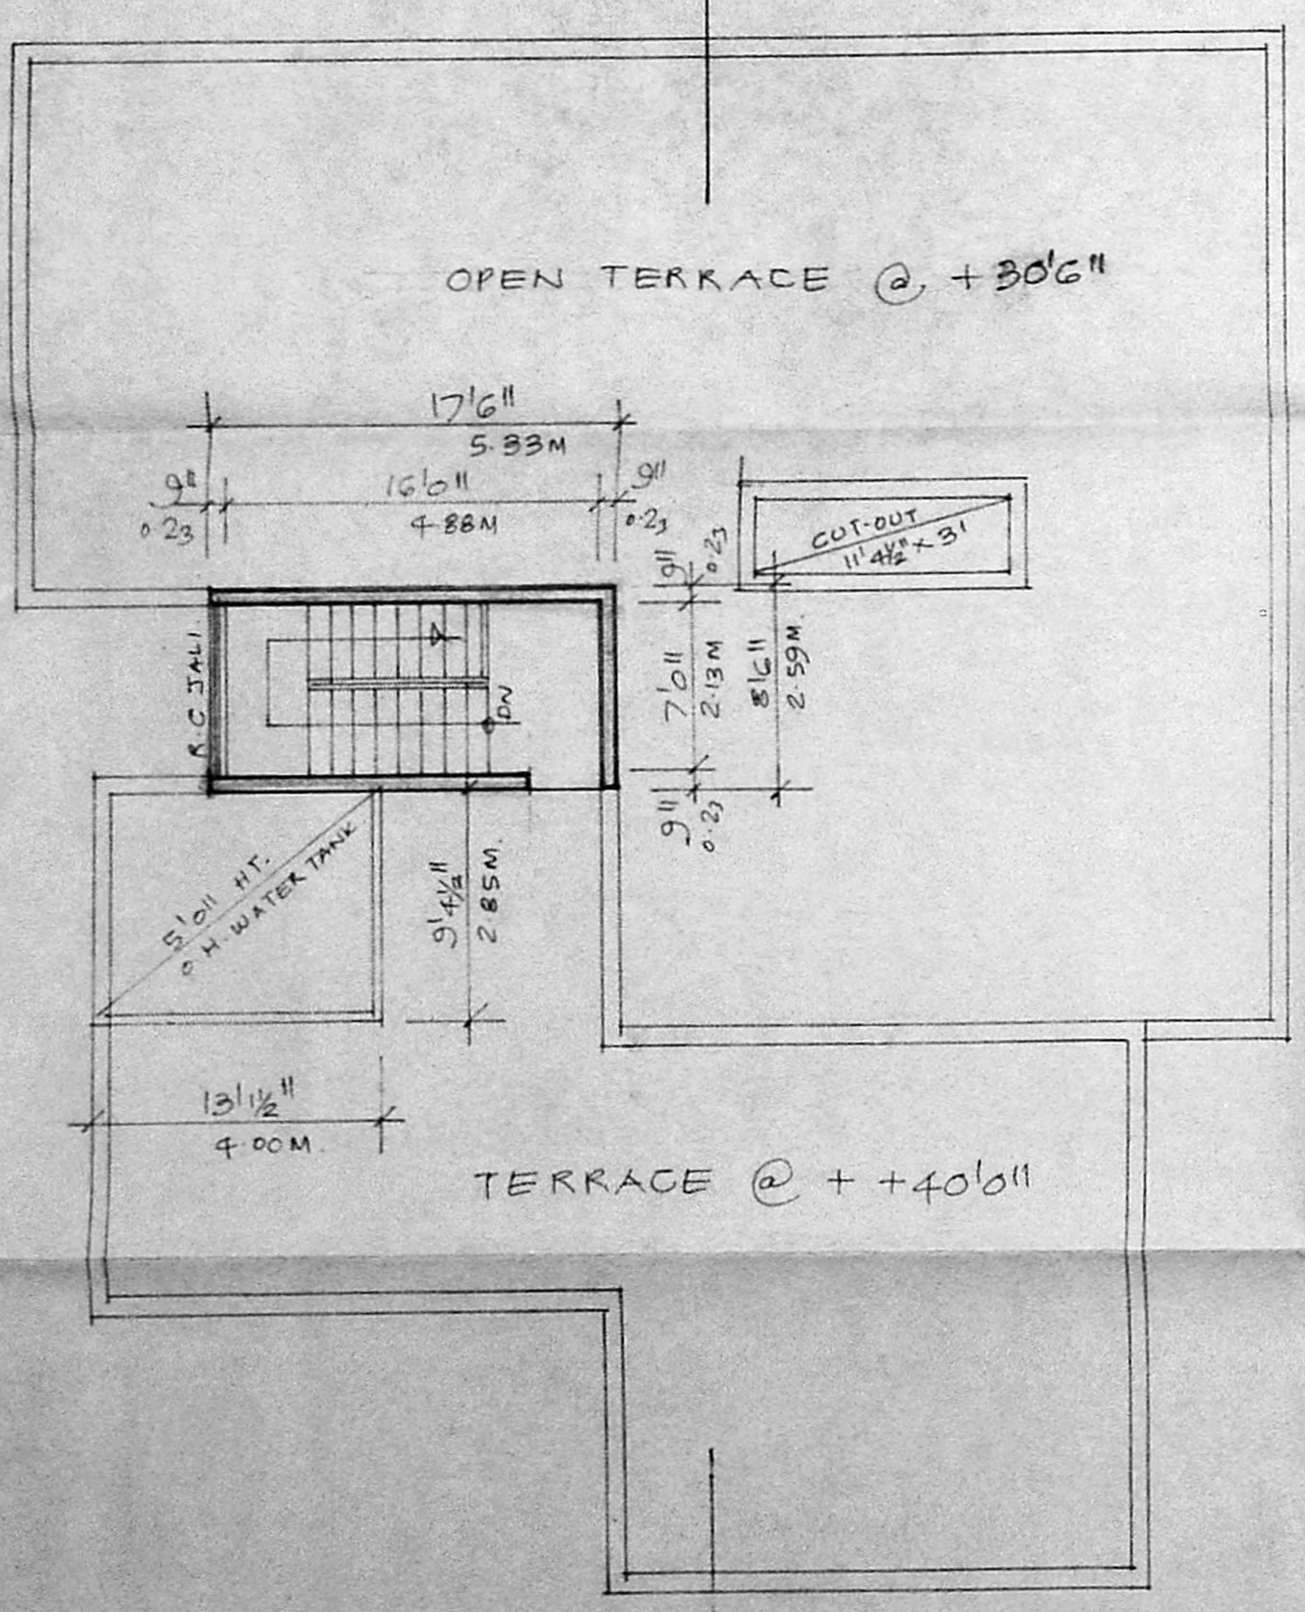 OPEN TERRACE @ +30'6"
17'6"
5.33M
9"
0.23
16'0"
4.88M
9"
0.23
CUT-OUT
11'4½" x 3'
9"
0.23
R.C JALI.
DN
7'0"
2.13M
8'6"
2.59M.
9"
0.23
5'0" HT.
O.H. WATER TANK
9'4½"
2.85M.
13'1½"
4.00M.
TERRACE @ + +40'0"